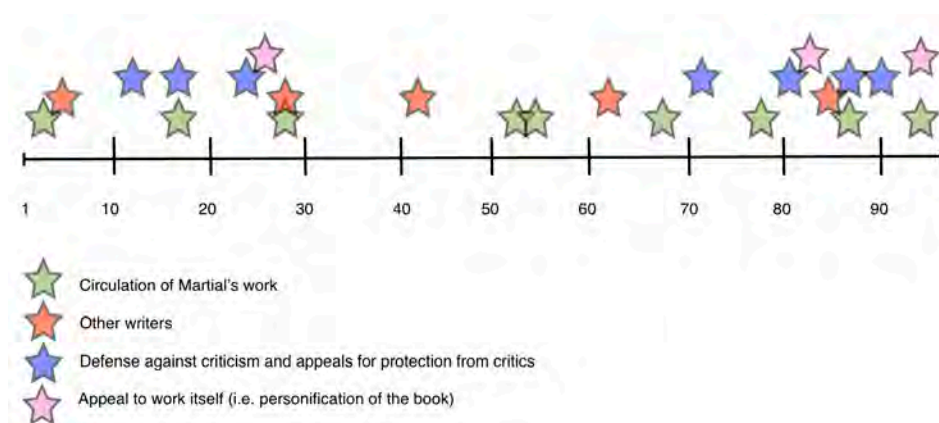 1 10 20 30 40 50 60 70 80 90
Circulation of Martial's work
Other writers
Defense against criticism and appeals for protection from critics
Appeal to work itself (i.e. personification of the book)